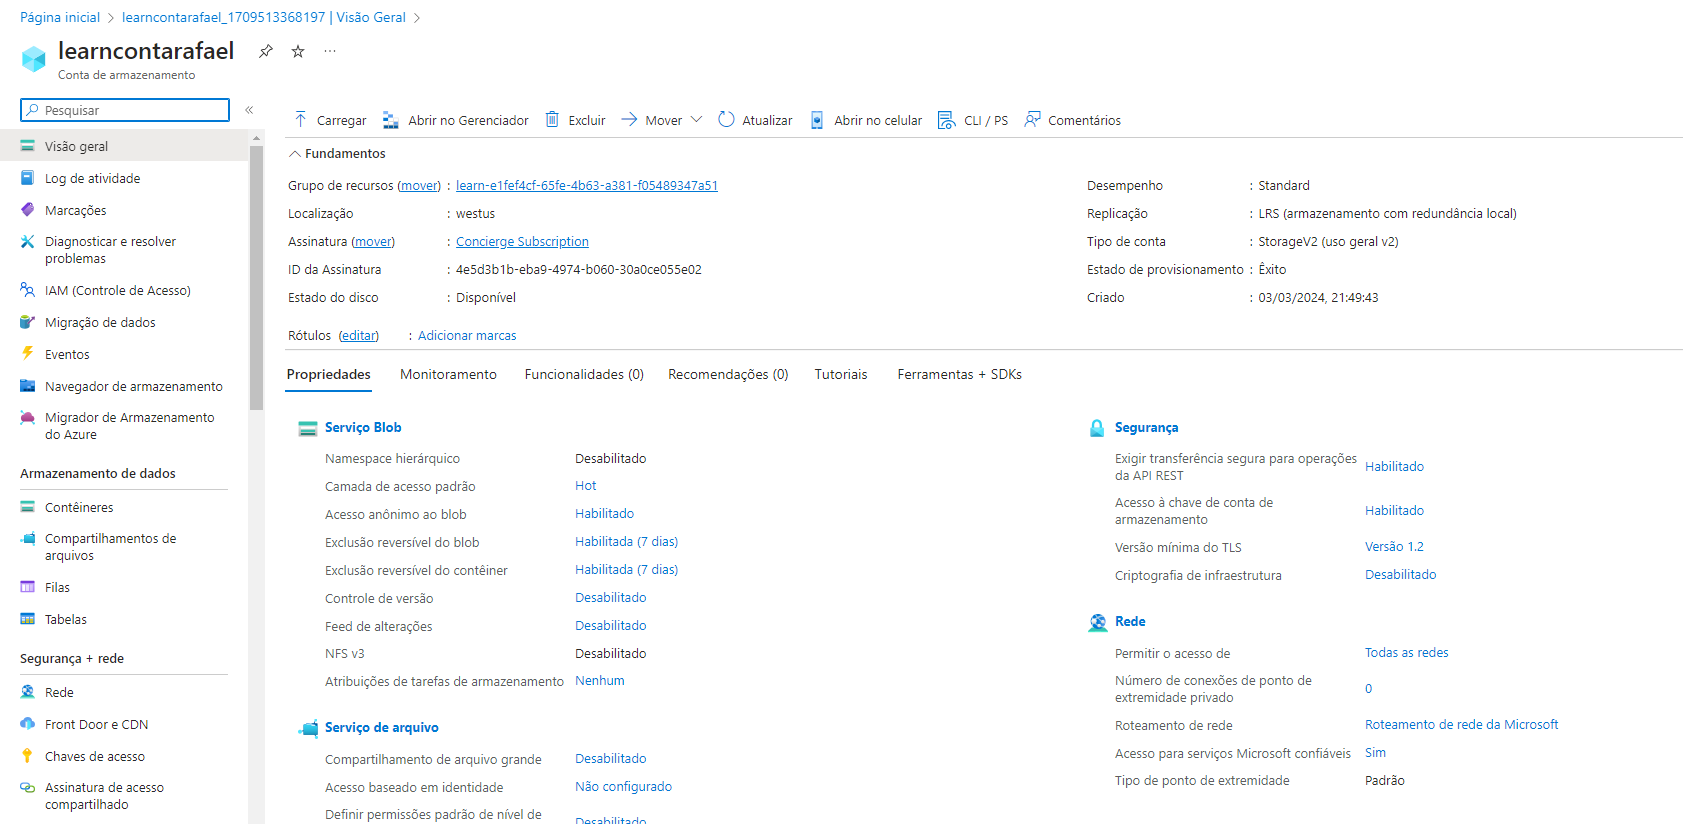 Página inicial > learncontarafael_1709513368197 | Visão Geral >
learncontarafael
Conta de armazenamento
Pesquisar
Visão geral
Log de atividade
Marcações
Diagnosticar e resolver
problemas
IAM (Controle de Acesso)
Migração de dados
Eventos
Navegador de armazenamento
Migrador de Armazenamento
do Azure
Armazenamento de dados
Contêineres
Compartilhamentos de
arquivos
Filas
Tabelas
Segurança + rede
Rede
Front Door e CDN
Chaves de acesso
Assinatura de acesso
compartilhado
Carregar Abrir no Gerenciador Excluir Mover Atualizar Abrir no celular CLI / PS Comentários
Fundamentos
Grupo de recursos (mover) : learn-e1fef4cf-65fe-4b63-a381-f05489347a51
Localização : westus
Assinatura (mover) : Concierge Subscription
ID da Assinatura : 4e5d3b1b-eba9-4974-b060-30a0ce055e02
Estado do disco : Disponível
Desempenho : Standard
Replicação : LRS (armazenamento com redundância local)
Tipo de conta : StorageV2 (uso geral v2)
Estado de provisionamento : Êxito
Criado : 03/03/2024, 21:49:43
Rótulos (editar) : Adicionar marcas
Propriedades Monitoramento Funcionalidades (0) Recomendações (0) Tutoriais Ferramentas + SDKs
Serviço Blob
Namespace hierárquico Desabilitado
Camada de acesso padrão Hot
Acesso anônimo ao blob Habilitado
Exclusão reversível do blob Habilitada (7 dias)
Exclusão reversível do contêiner Habilitada (7 dias)
Controle de versão Desabilitado
Feed de alterações Desabilitado
NFS v3 Desabilitado
Atribuições de tarefas de armazenamento Nenhum
Serviço de arquivo
Compartilhamento de arquivo grande Desabilitado
Acesso baseado em identidade Não configurado
Definir permissões padrão de nível de Desabilitado
Segurança
Exigir transferência segura para operações
da API REST Habilitado
Acesso à chave de conta de
armazenamento Habilitado
Versão mínima do TLS Versão 1.2
Criptografia de infraestrutura Desabilitado
Rede
Permitir o acesso de Todas as redes
Número de conexões de ponto de
extremidade privado 0
Roteamento de rede Roteamento de rede da Microsoft
Acesso para serviços Microsoft confiáveis Sim
Tipo de ponto de extremidade Padrão